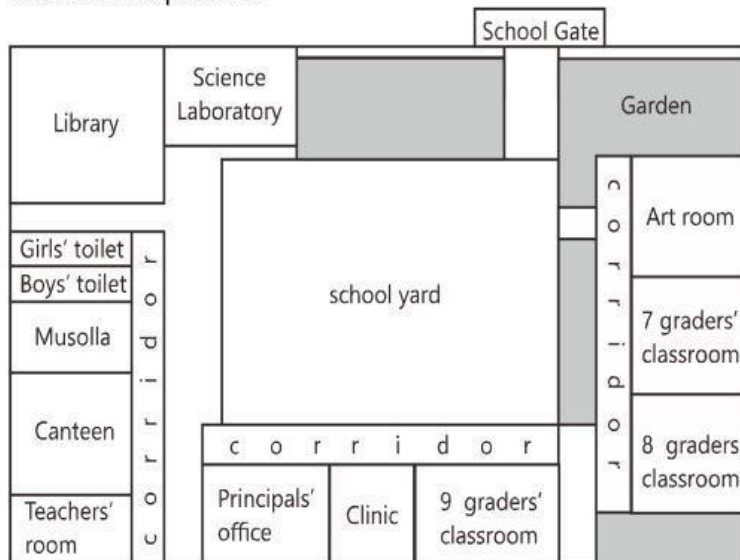 School Gate
Science
Laboratory
Library
Garden
corridor
Art room
Girls' toilet
Boys' toilet
corridor
school yard
Musolla
7 graders'
classroom
Canteen
corridor
8 graders
classroom
Teachers'
room
Principals'
office
Clinic
9 graders'
classroom